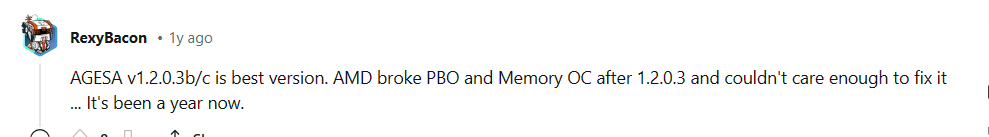 RexyBacon • 1y ago
AGESA v1.2.0.3b/c is best version. AMD broke PBO and Memory OC after 1.2.0.3 and couldn't care enough to fix it
... It's been a year now.